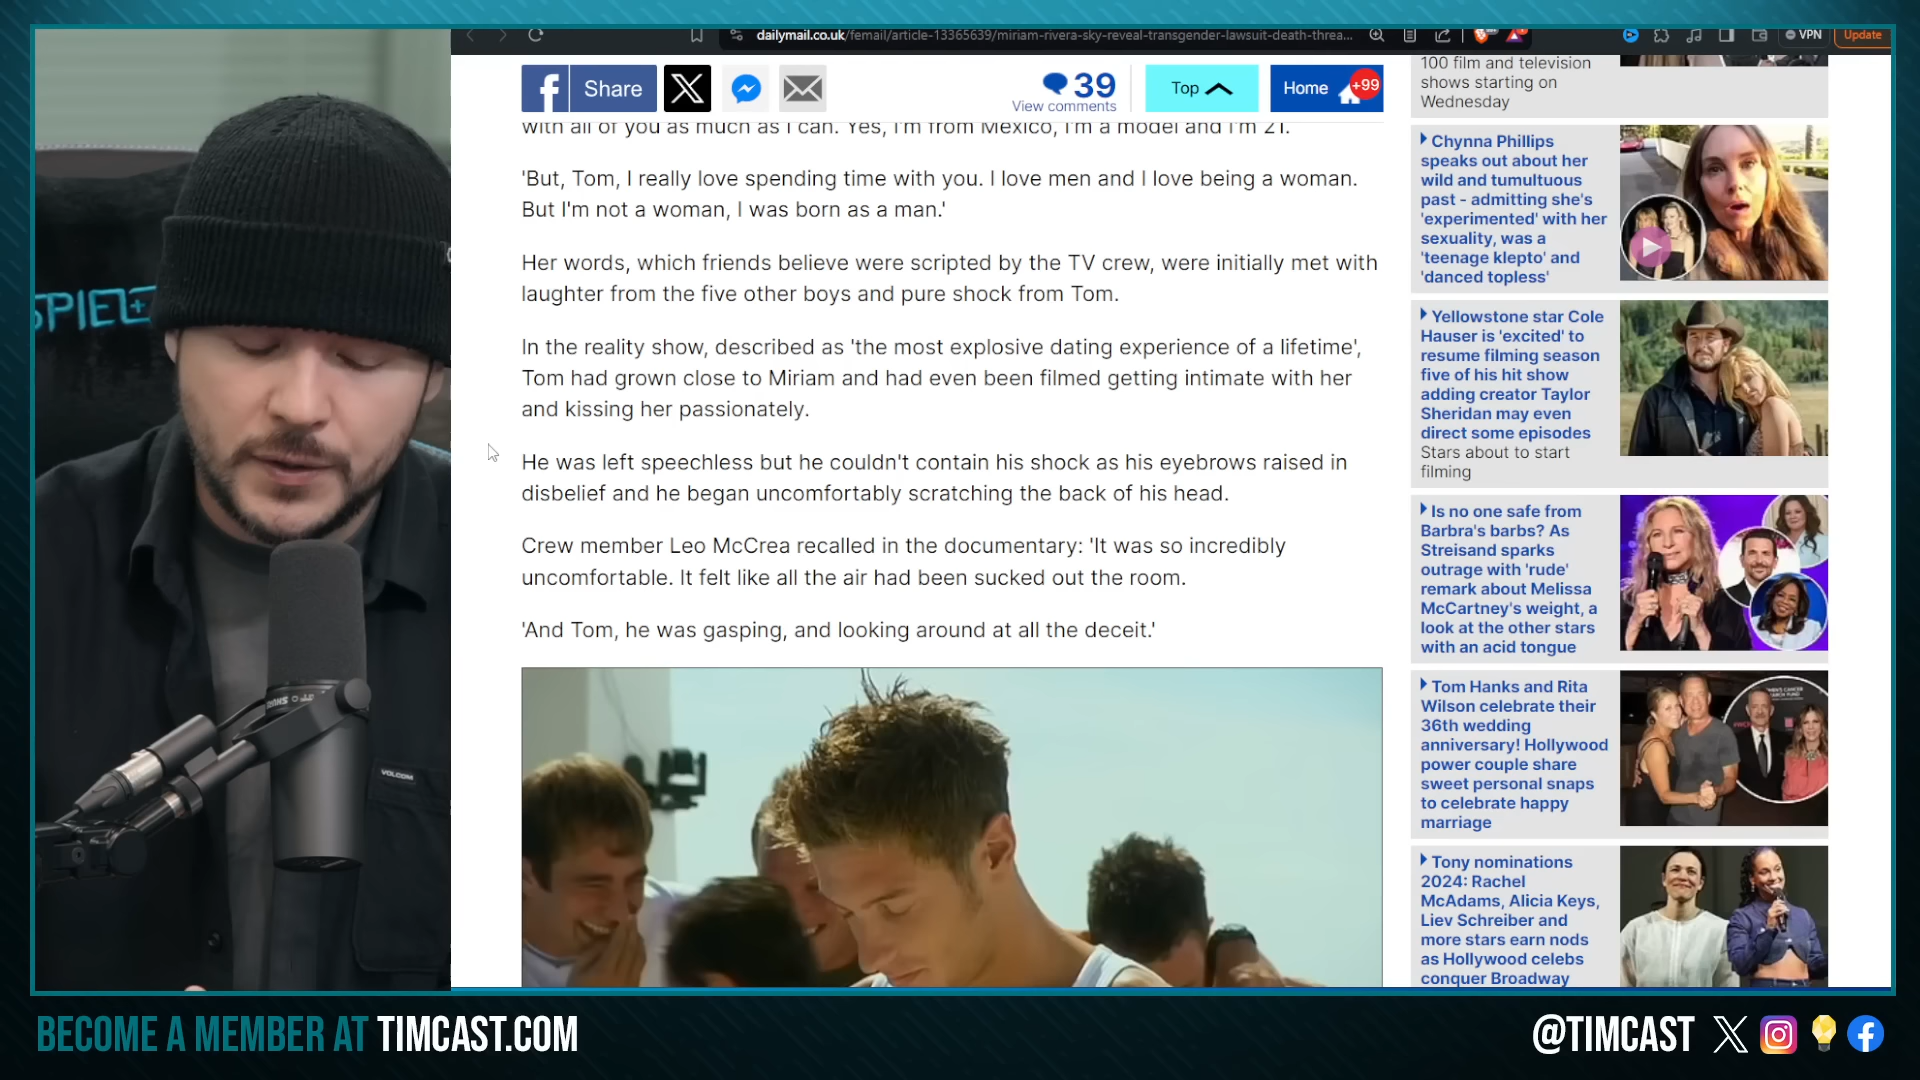 dailymail.co.uk/femail/article-13365639/miriam-rivera-sky-reveal-transgender-lawsuit-death-threa...
VPN
Update
Share
39
View comments
Top
Home
+99
with all of you as much as I can. Yes, I'm from Mexico, I'm a model and I'm 21.
'But, Tom, I really love spending time with you. I love men and I love being a woman.
But I'm not a woman, I was born as a man.'
Her words, which friends believe were scripted by the TV crew, were initially met with
laughter from the five other boys and pure shock from Tom.
In the reality show, described as 'the most explosive dating experience of a lifetime',
Tom had grown close to Miriam and had even been filmed getting intimate with her
and kissing her passionately.
He was left speechless but he couldn't contain his shock as his eyebrows raised in
disbelief and he began uncomfortably scratching the back of his head.
Crew member Leo McCrea recalled in the documentary: 'It was so incredibly
uncomfortable. It felt like all the air had been sucked out the room.
'And Tom, he was gasping, and looking around at all the deceit.'
100 film and television
shows starting on
Wednesday
Chynna Phillips
speaks out about her
wild and tumultuous
past - admitting she's
'experimented' with her
sexuality, was a
'teenage klepto' and
'danced topless'
Yellowstone star Cole
Hauser is 'excited' to
resume filming season
five of his hit show
adding creator Taylor
Sheridan may even
direct some episodes
Stars about to start
filming
Is no one safe from
Barbra's barbs? As
Streisand sparks
outrage with 'rude'
remark about Melissa
McCartney's weight, a
look at the other stars
with an acid tongue
Tom Hanks and Rita
Wilson celebrate their
36th wedding
anniversary! Hollywood
power couple share
sweet personal snaps
to celebrate happy
marriage
Tony nominations
2024: Rachel
McAdams, Alicia Keys,
Liev Schreiber and
more stars earn nods
as Hollywood celebs
conquer Broadway
VOLCOM
BECOME A MEMBER AT TIMCAST.COM
@TIMCAST